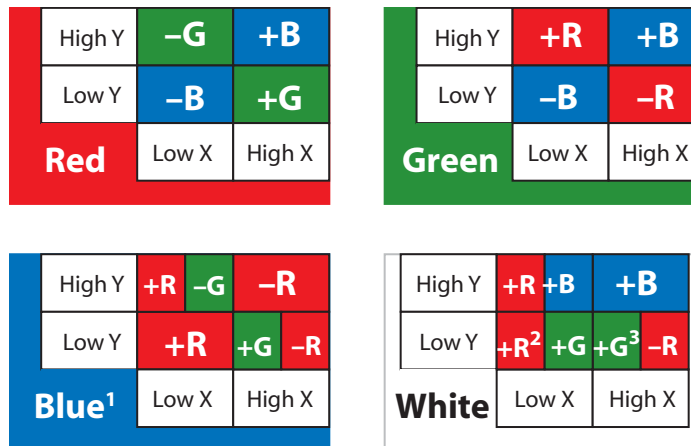 High Y –G +B
Low Y –B +G
Red Low X High X
High Y +R +B
Low Y –B –R
Green Low X High X
High Y +R –G –R
Low Y +R +G –R
Blue¹ Low X High X
High Y +R +B +B
Low Y +R² +G +G³ –R
White Low X High X